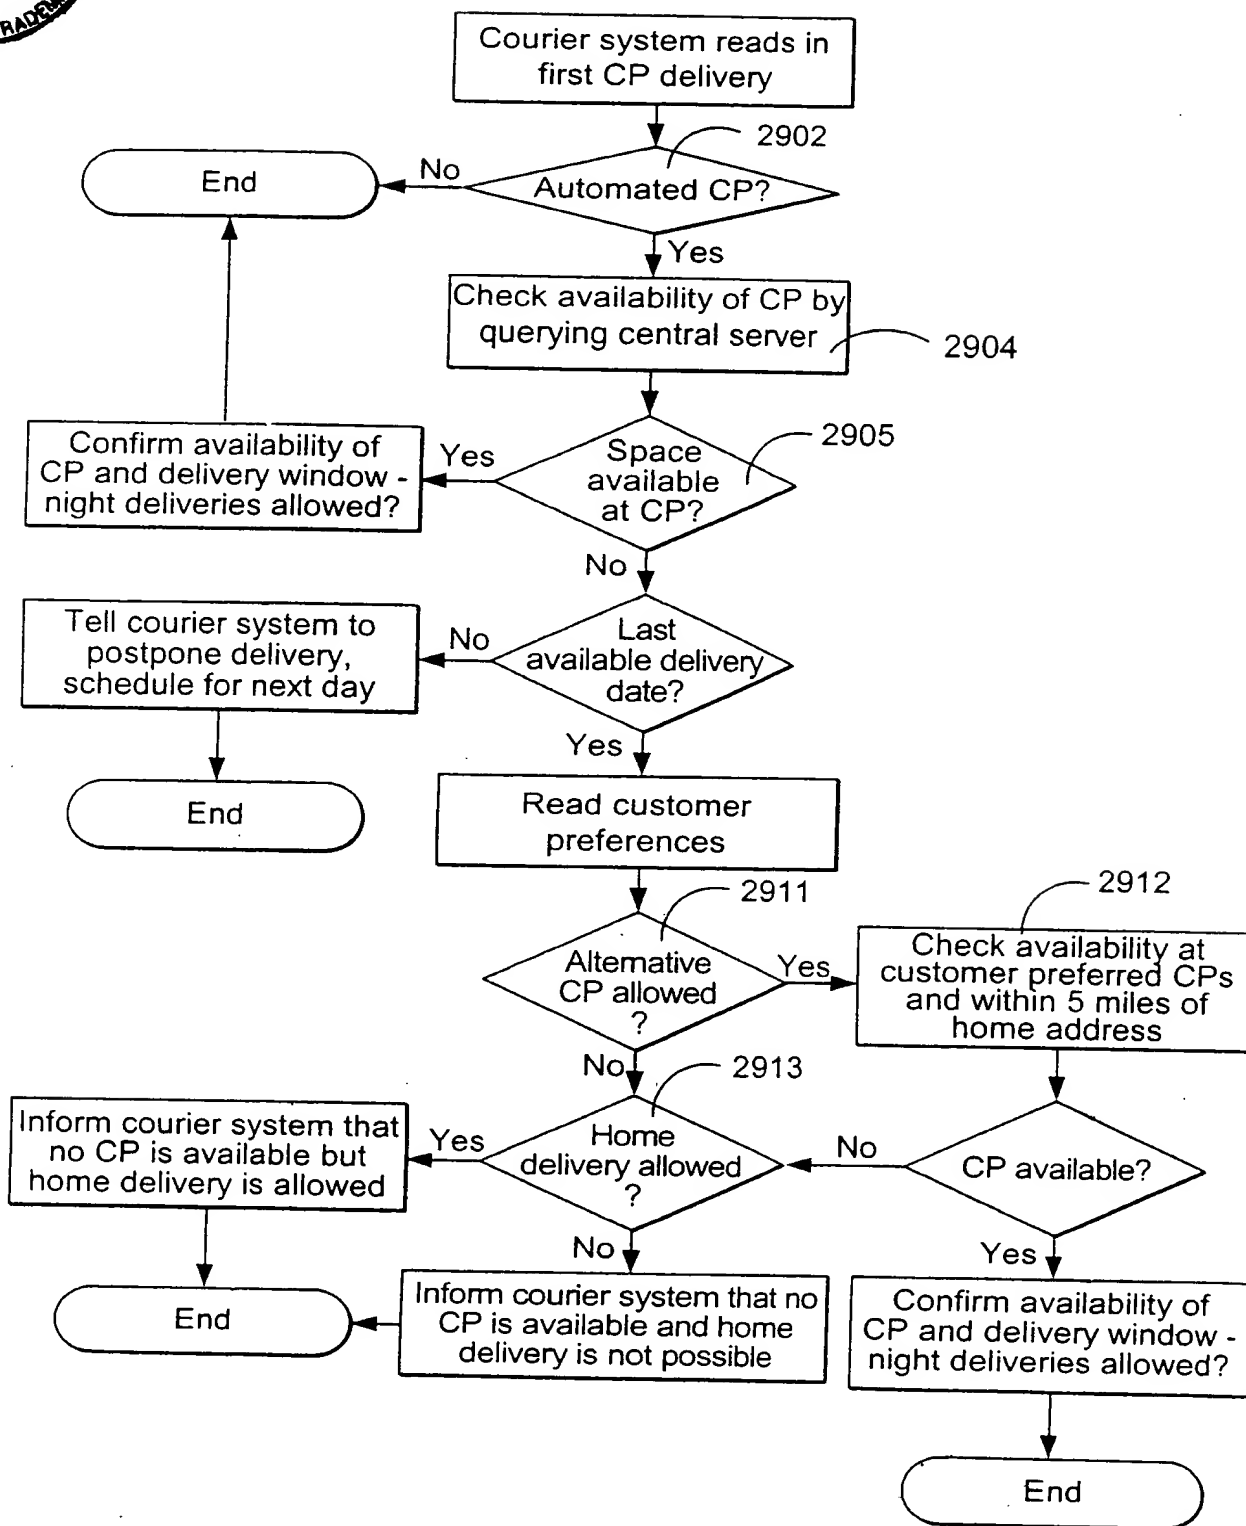 Courier system reads in
first CP delivery
2902
No
End
Automated CP?
Yes
Check availability of CP by
querying central server
2904
2905
Confirm availability of
CP and delivery window -
night deliveries allowed?
Yes
Space
available
at CP?
No
Tell courier system to
postpone delivery,
schedule for next day
No
Last
available delivery
date?
Yes
End
Read customer
preferences
2911
2912
Alternative
CP allowed
?
Yes
Check availability at
customer preferred CPs
and within 5 miles of
home address
No
2913
Inform courier system that
no CP is available but
home delivery is allowed
Yes
Home
delivery allowed
?
No
CP available?
No
Yes
End
Inform courier system that no
CP is available and home
delivery is not possible
Confirm availability of
CP and delivery window -
night deliveries allowed?
End